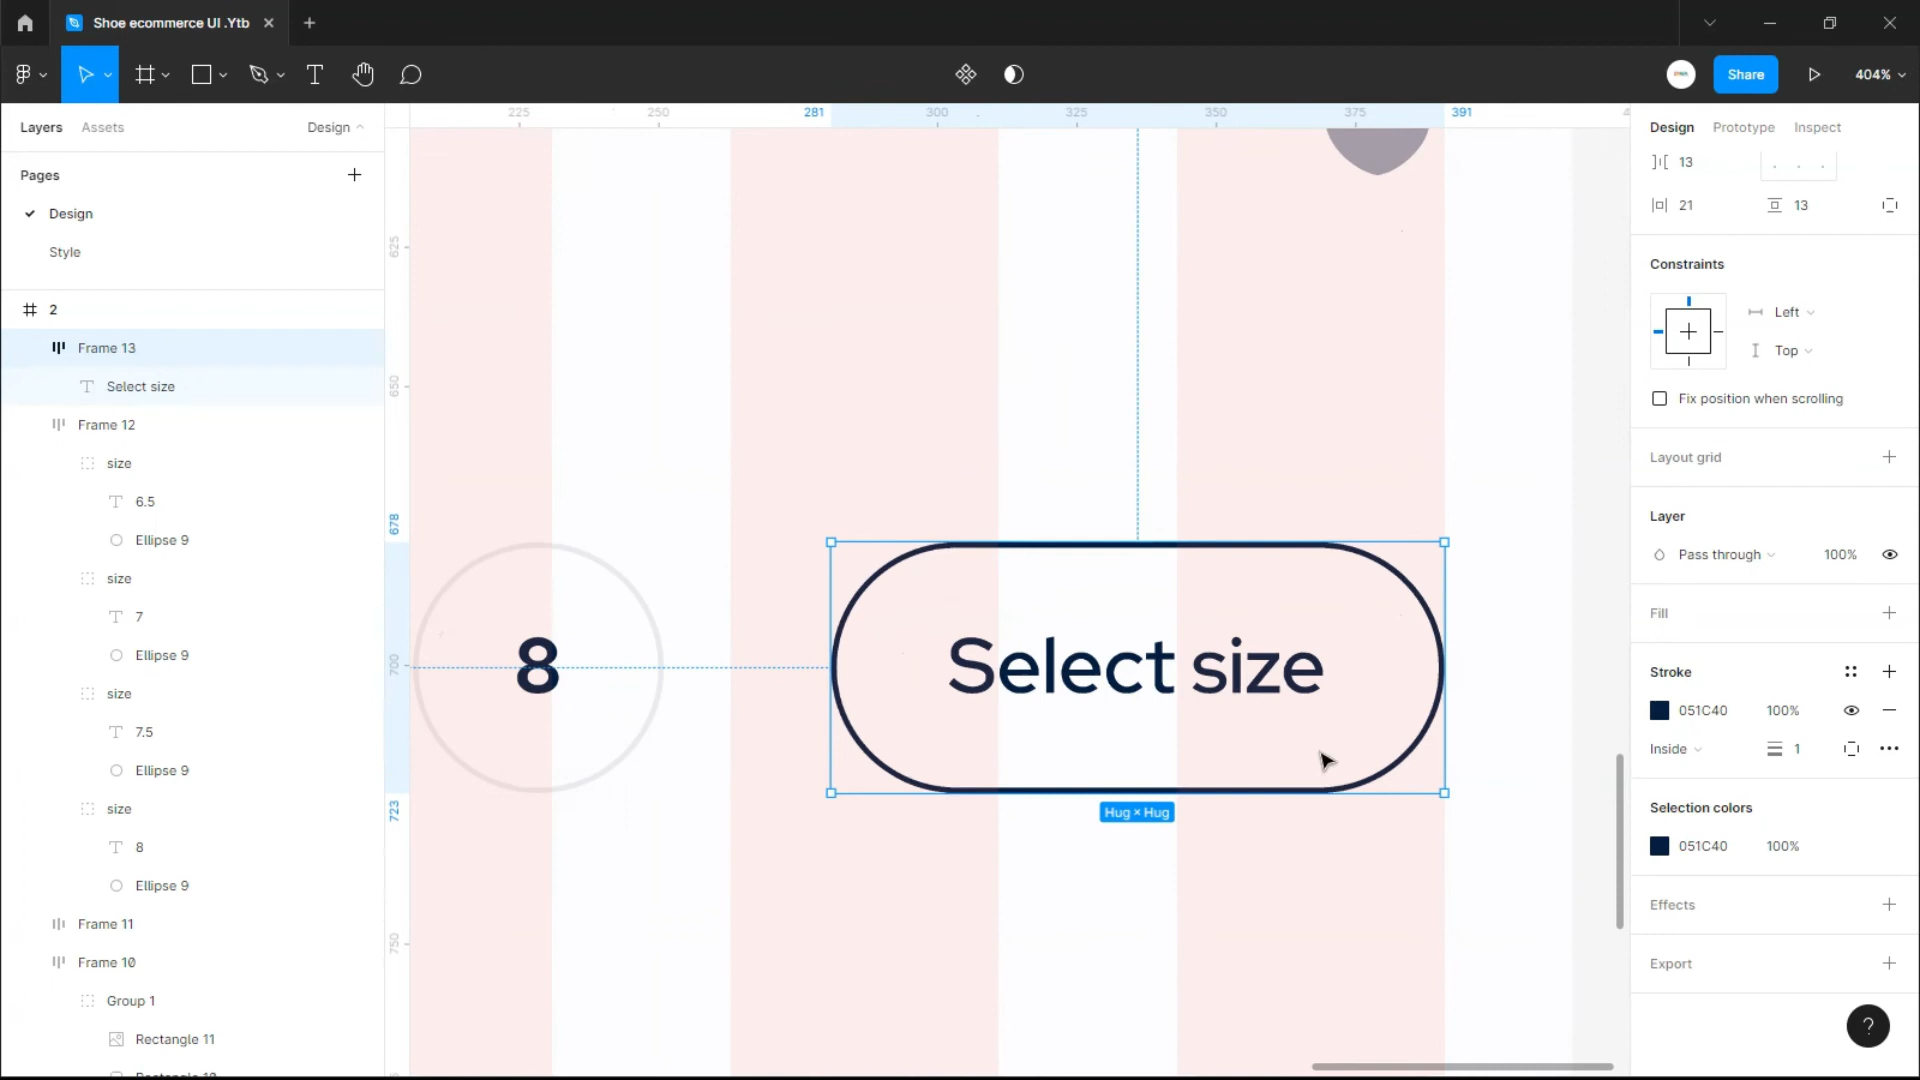 Shoe ecommerce UI .Ytb
Share
404%
Layers
Assets
Design
Pages
Design
Style
2
Frame 13
Select size
Frame 12
size
6.5
Ellipse 9
size
7
Ellipse 9
size
7.5
Ellipse 9
size
8
Ellipse 9
Frame 11
Frame 10
Group 1
Rectangle 11
225
250
281
300
325
350
375
391
625
650
678
700
723
750
8
Select size
Hug × Hug
Design
Prototype
Inspect
13
21
13
Constraints
Left
Top
Fix position when scrolling
Layout grid
Layer
Pass through
100%
Fill
Stroke
051C40
100%
Inside
1
Selection colors
051C40
100%
Effects
Export
?